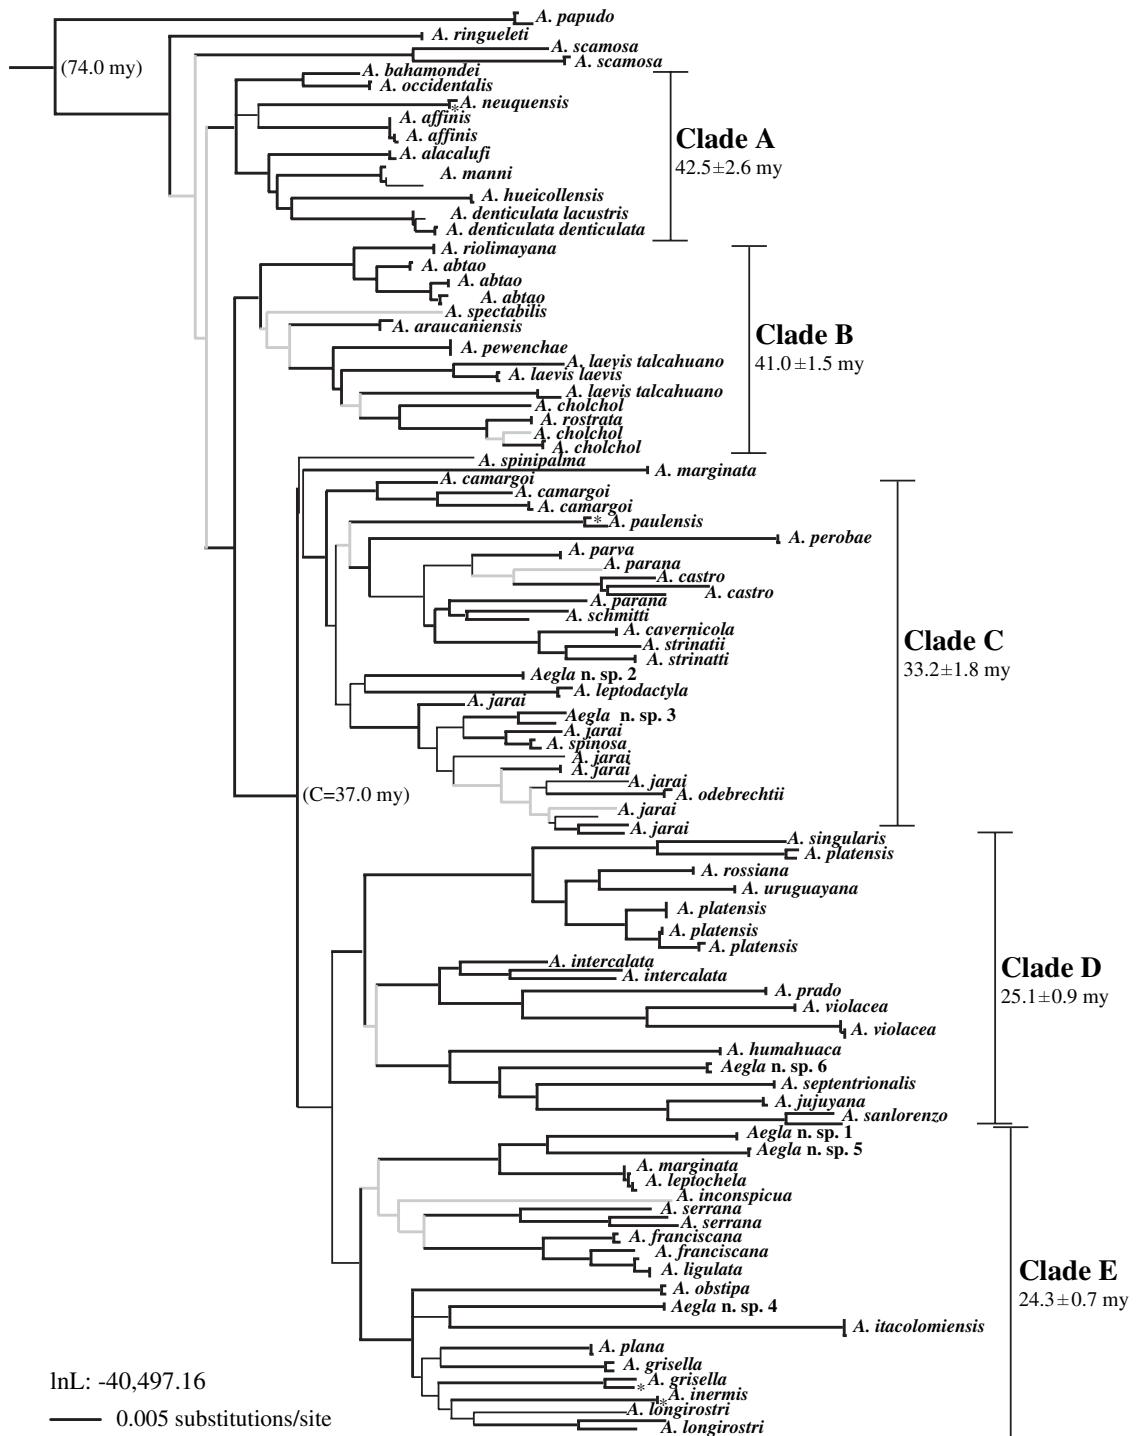 A. papudo
A. ringueleti
A. scamosa
A. scamosa
(74.0 my)
A. bahamondei
A. occidentalis
A. neuquensis
*
A. affinis
A. affinis
Clade A
42.5±2.6 my
A. alacalufi
A. manni
A. hueicollensis
A. denticulata lacustris
A. denticulata denticulata
A. riolimayana
A. abtao
A. abtao
A. abtao
A. spectabilis
A. araucaniensis
Clade B
41.0±1.5 my
A. pewenchae
A. laevis talcahuano
A. laevis laevis
A. laevis talcahuano
A. cholchol
A. rostrata
A. cholchol
A. cholchol
A. spinipalma
A. marginata
A. camargoi
A. camargoi
A. camargoi
* A. paulensis
A. perobae
A. parva
A. parana
A. castro
A. castro
A. parana
A. schmitti
A. cavernicola
A. strinatii
A. strinatti
Clade C
33.2±1.8 my
Aegla n. sp. 2
A. leptodactyla
A. jarai
Aegla n. sp. 3
A. jarai
A. spinosa
A. jarai
A. jarai
A. jarai
A. odebrechtii
(C=37.0 my)
A. jarai
A. jarai
A. singularis
A. platensis
A. rossiana
A. uruguayana
A. platensis
A. platensis
A. platensis
A. intercalata
A. intercalata
Clade D
25.1±0.9 my
A. prado
A. violacea
A. violacea
A. humahuaca
Aegla n. sp. 6
A. septentrionalis
A. jujuyana
A. sanlorenzo
Aegla n. sp. 1
Aegla n. sp. 5
A. marginata
A. leptochela
A. inconspicua
A. serrana
A. serrana
A. franciscana
A. franciscana
A. ligulata
Clade E
24.3±0.7 my
A. obstipa
Aegla n. sp. 4
A. itacolomiensis
A. plana
A. grisella
A. grisella
*
A. inermis
*
A. longirostri
A. longirostri
lnL: -40,497.16
0.005 substitutions/site